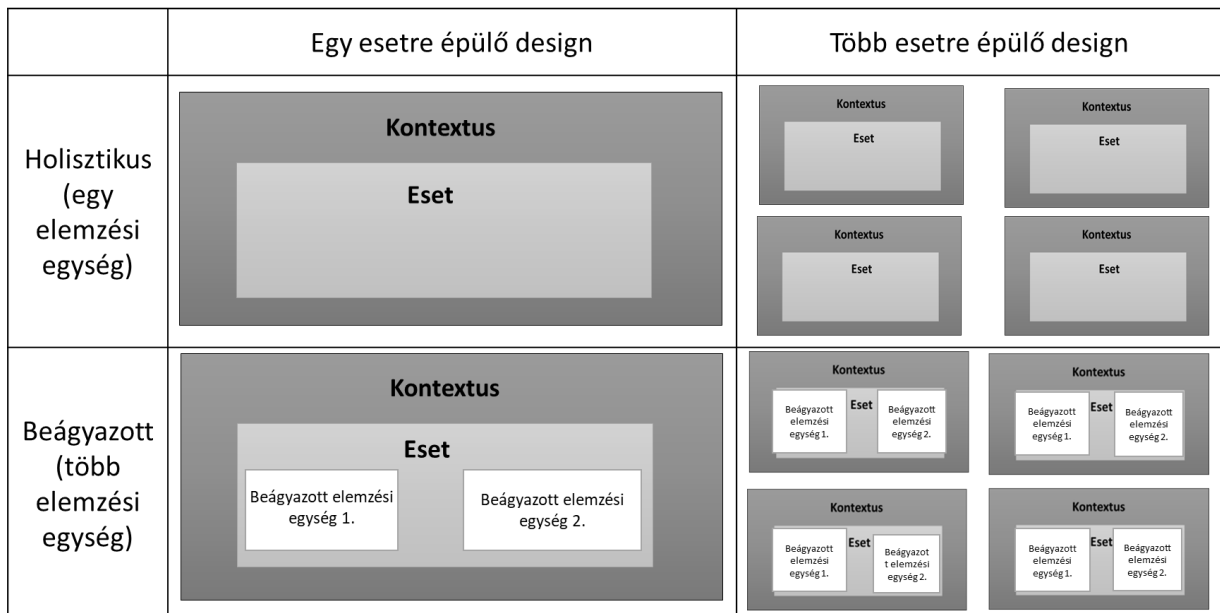 Egy esetre épülő design
Több esetre épülő design
Holisztikus
(egy
elemzési
egység)
Kontextus
Eset
Kontextus
Eset
Kontextus
Eset
Kontextus
Eset
Kontextus
Eset
Beágyazott
(több
elemzési
egység)
Kontextus
Eset
Beágyazott elemzési
egység 1.
Beágyazott elemzési
egység 2.
Kontextus
Eset
Beágyazott
elemzési
egység 1.
Beágyazott
elemzési
egység 2.
Kontextus
Eset
Beágyazott
elemzési
egység 1.
Beágyazott
elemzési
egység 2.
Kontextus
Eset
Beágyazott
elemzési
egység 1.
Beágyazot
t elemzési
egység 2.
Kontextus
Eset
Beágyazott
elemzési
egység 1.
Beágyazott
elemzési
egység 2.